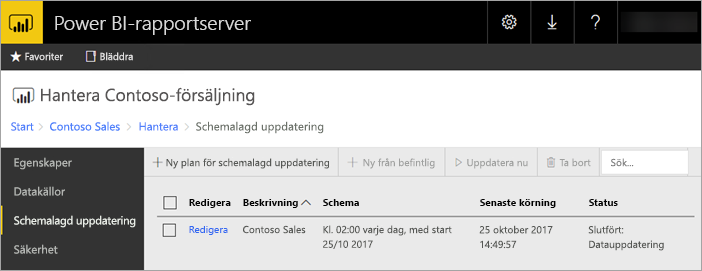 Power BI-rapportserver
?
Favoriter Bläddra
Hantera Contoso-försäljning
Start > Contoso Sales > Hantera > Schemalagd uppdatering
Egenskaper
Datakällor
Schemalagd uppdatering
Säkerhet
+ Ny plan för schemalagd uppdatering + Ny från befintlig Uppdatera nu Ta bort Sök...
Redigera Beskrivning Schema Senaste körning Status
Redigera Contoso Sales Kl. 02:00 varje dag, med start 25 oktober 2017 Slutfört:
25/10 2017 14:49:57 Datauppdatering